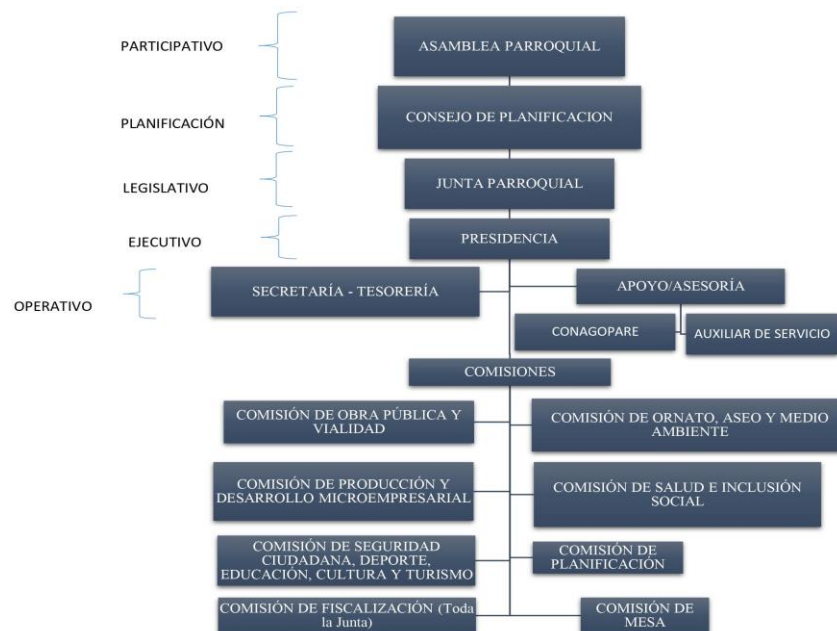 PARTICIPATIVO
ASAMBLEA PARROQUIAL
PLANIFICACIÓN
CONSEJO DE PLANIFICACION
LEGISLATIVO
JUNTA PARROQUIAL
EJECUTIVO
PRESIDENCIA
OPERATIVO
SECRETARÍA - TESORERÍA
APOYO/ASESORÍA
CONAGOPARE
AUXILIAR DE SERVICIO
COMISIONES
COMISIÓN DE OBRA PÚBLICA Y
VIALIDAD
COMISIÓN DE ORNATO, ASEO Y MEDIO
AMBIENTE
COMISIÓN DE PRODUCCIÓN Y
DESARROLLO MICROEMPRESARIAL
COMISIÓN DE SALUD E INCLUSIÓN
SOCIAL
COMISIÓN DE SEGURIDAD
CIUDADANA, DEPORTE,
EDUCACIÓN, CULTURA Y TURISMO
COMISIÓN DE
PLANIFICACIÓN
COMISIÓN DE FISCALIZACIÓN (Toda
la Junta)
COMISIÓN DE
MESA